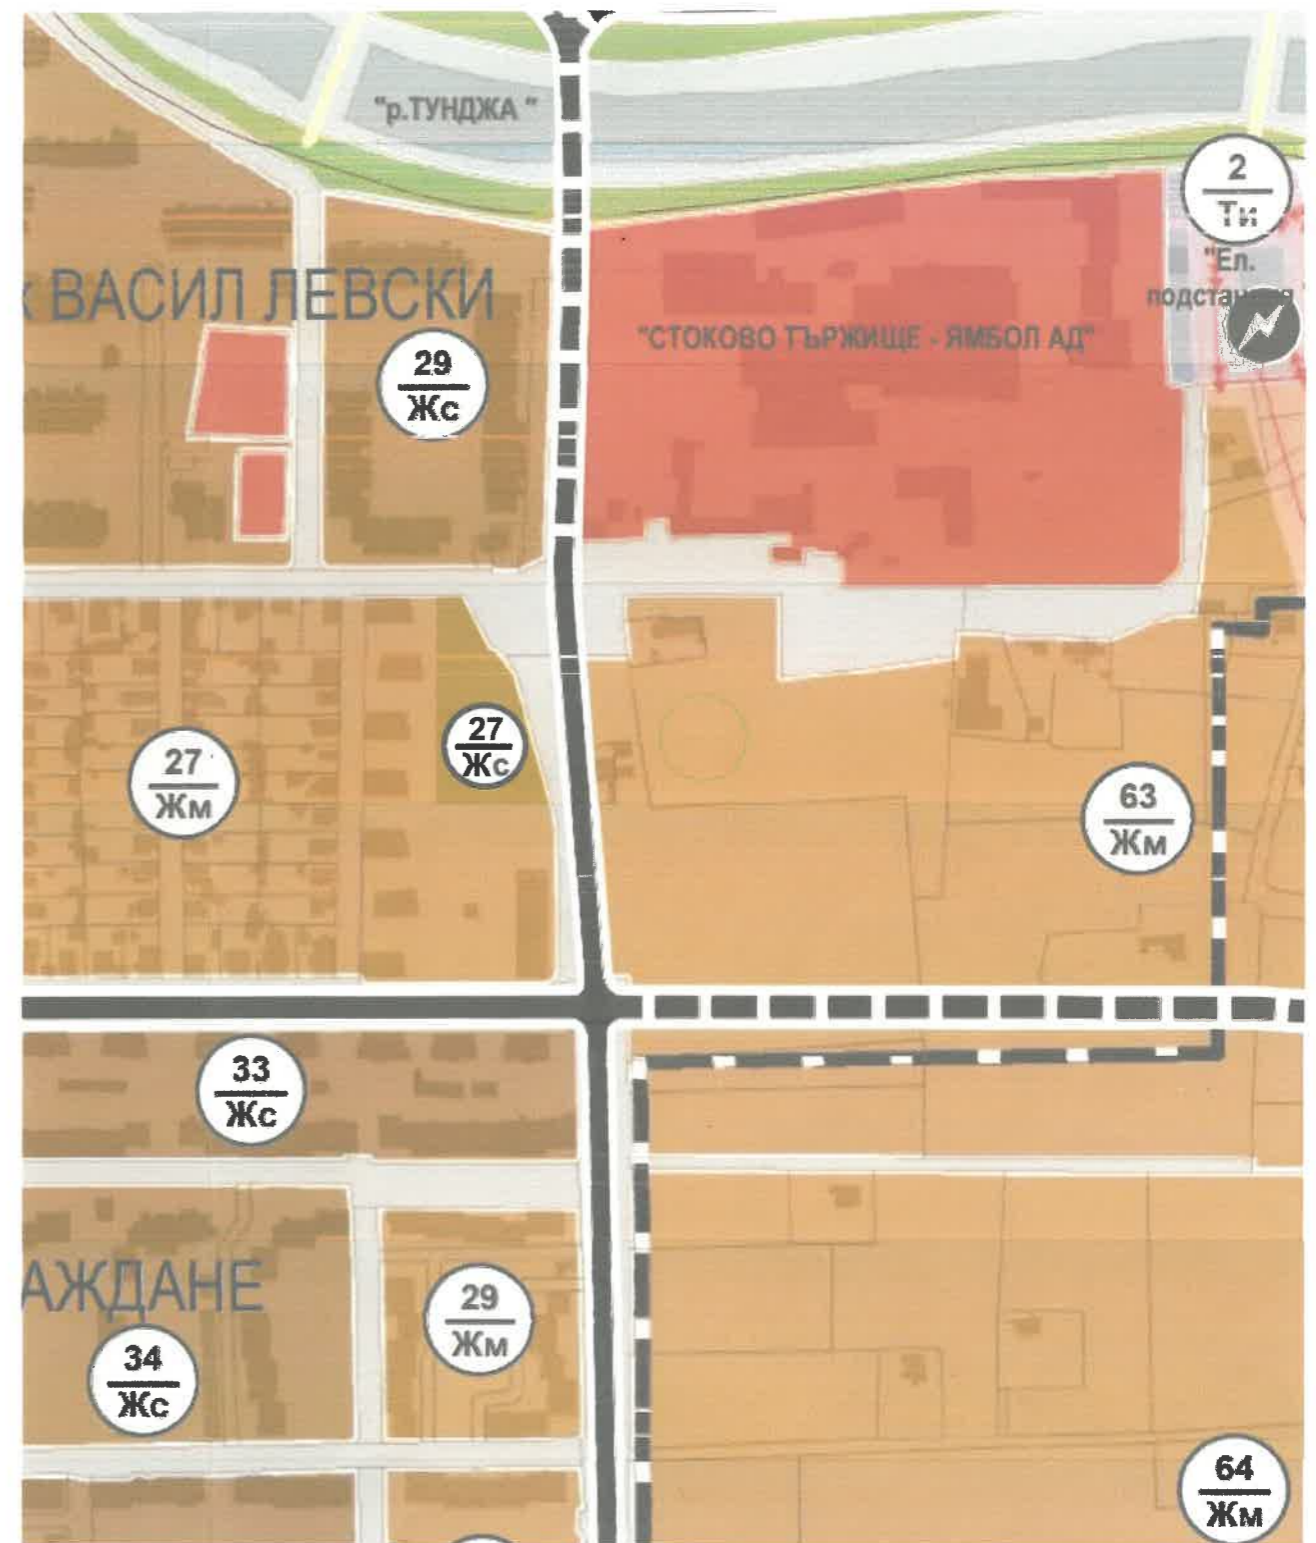 "р.ТУНДЖА "
2
Ти
"Ел.
ВАСИЛ ЛЕВСКИ
"СТОКОВО ТЪРЖИЩЕ - ЯМБОЛ АД"
29
Жс
27
Жс
27
Жм
63
Жм
33
Жс
АЖДАНЕ
29
Жм
34
Жс
64
Жм